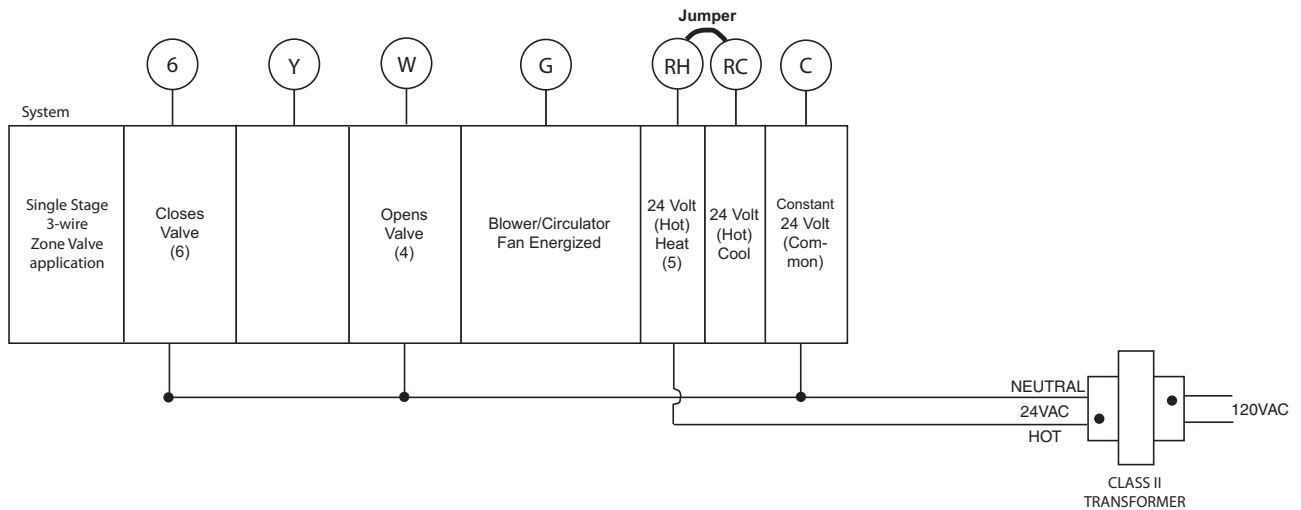 Jumper
6
Y
W
G
RH
RC
C
System
Single Stage
3-wire
Zone Valve
application
Closes
Valve
(6)
Opens
Valve
(4)
Blower/Circulator
Fan Energized
24 Volt
(Hot)
Heat
(5)
24 Volt
(Hot)
Cool
Constant
24 Volt
(Com-
mon)
NEUTRAL
24VAC
HOT
120VAC
CLASS II
TRANSFORMER